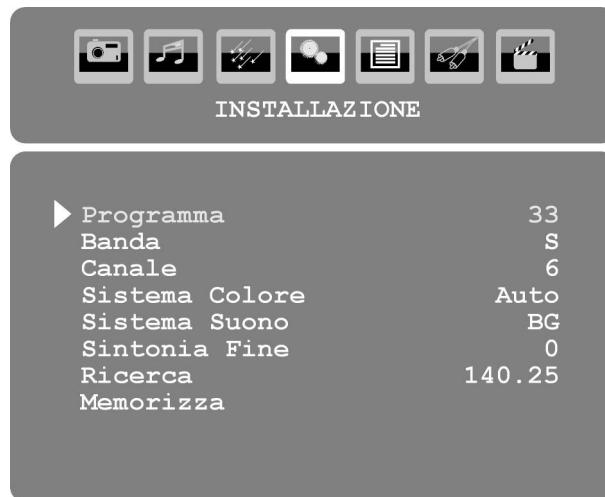 INSTALLAZIONE
Programma 33
Banda S
Canale 6
Sistema Colore Auto
Sistema Suono BG
Sintonia Fine 0
Ricerca 140.25
Memorizza